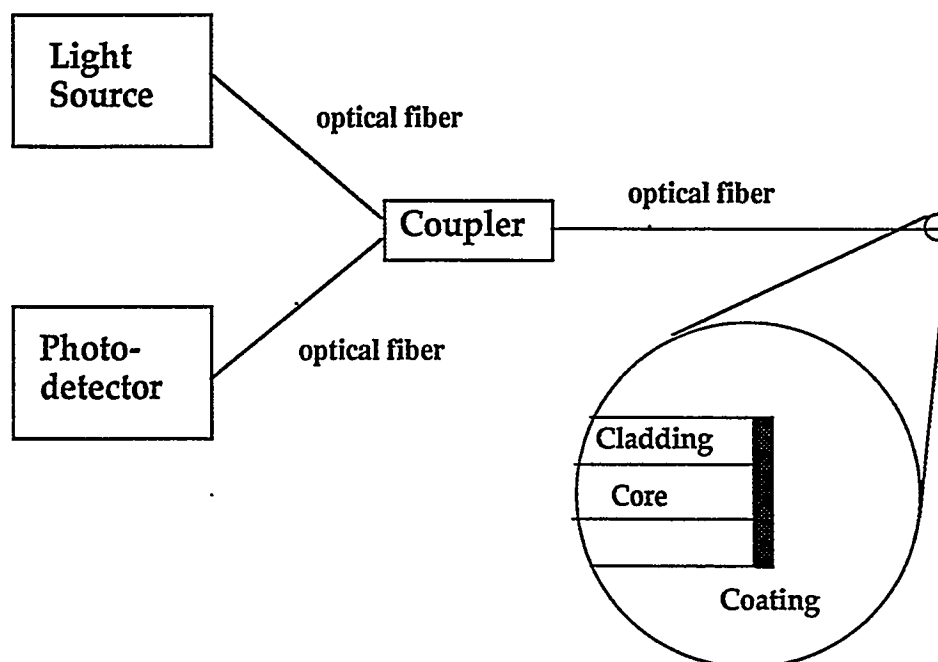 Light
Source
optical fiber
optical fiber
Coupler
Photo-
detector
optical fiber
Cladding
Core
Coating